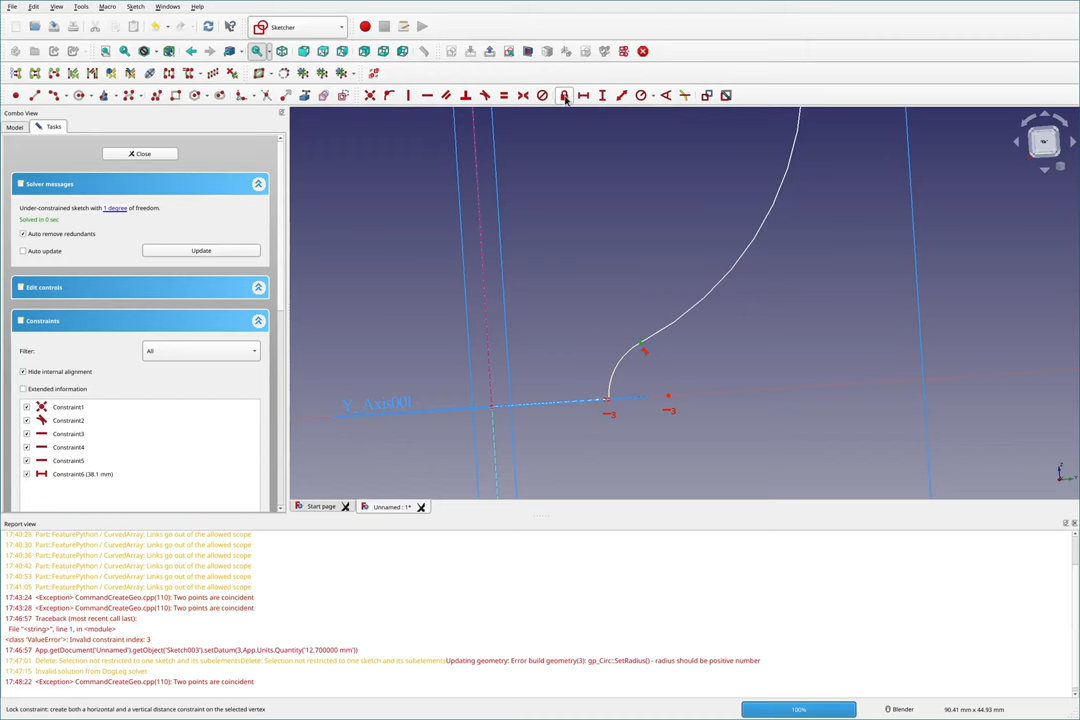 File Edit View Tools Macro Sketch Windows Help
Sketcher
Combo View
Model Tasks
Close
Solver messages
Under-constrained sketch with 1 degree of freedom.
Solved in 0 sec
Auto remove redundants
Auto update Update
Edit controls
Constraints
Filter: All
Hide internal alignment
Extended information
Constraint1
Constraint2
Constraint3
Constraint4
Constraint5
Constraint6 (38.1 mm)
3
3
Start page Unnamed : 1*
Report view
17:40:28 Part::FeaturePython / CurvedArray: Links go out of the allowed scope
17:40:30 Part::FeaturePython / CurvedArray: Links go out of the allowed scope
17:40:36 Part::FeaturePython / CurvedArray: Links go out of the allowed scope
17:40:42 Part::FeaturePython / CurvedArray: Links go out of the allowed scope
17:40:53 Part::FeaturePython / CurvedArray: Links go out of the allowed scope
17:41:05 Part::FeaturePython / CurvedArray: Links go out of the allowed scope
17:43:24 <Exception> CommandCreateGeo.cpp(110): Two points are coincident
17:43:28 <Exception> CommandCreateGeo.cpp(110): Two points are coincident
17:46:57 Traceback (most recent call last):
File "<string>", line 1, in <module>
<class 'ValueError'>: Invalid constraint index: 3
17:46:57 App.getDocument('Unnamed').getObject('Sketch003').setDatum(3,App.Units.Quantity('12.700000 mm'))
17:47:01 Delete: Selection not restricted to one sketch and its subelementsDelete: Selection not restricted to one sketch and its subelementsUpdating geometry: Error build geometry(3): gp_Circ::SetRadius() - radius should be positive number
17:47:15 Invalid solution from DogLeg solver.
17:48:22 <Exception> CommandCreateGeo.cpp(110): Two points are coincident
Lock constraint: create both a horizontal and a vertical distance constraint on the selected vertex 100% Blender 90.41 mm x 44.93 mm